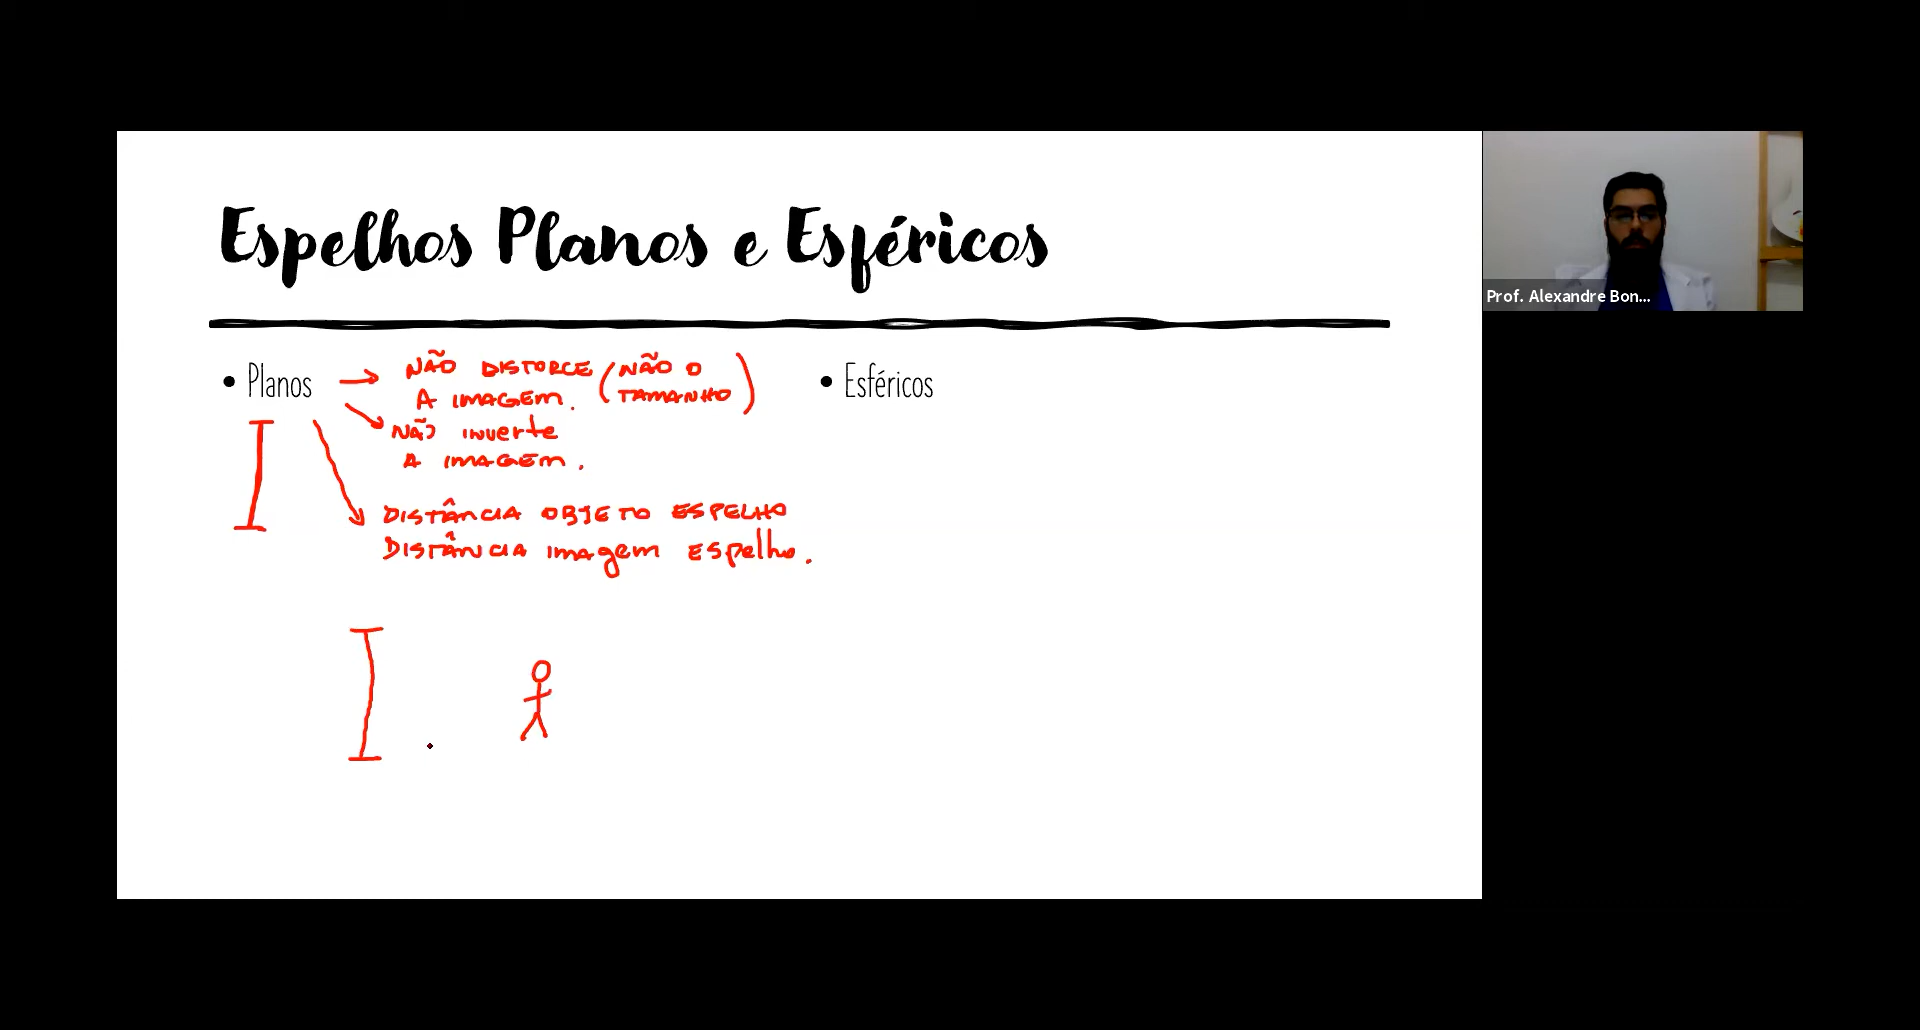 Espelhos Planos e Esféricos
• Planos
NÃO DISTORCE (NÃO O
A IMAGEM. TAMANHO)
NÃO inverte
A IMAGEM.
DISTÂNCIA OBJETO ESPELHO
DISTÂNCIA imagem ESpelho.
• Esféricos
Prof. Alexandre Bon...